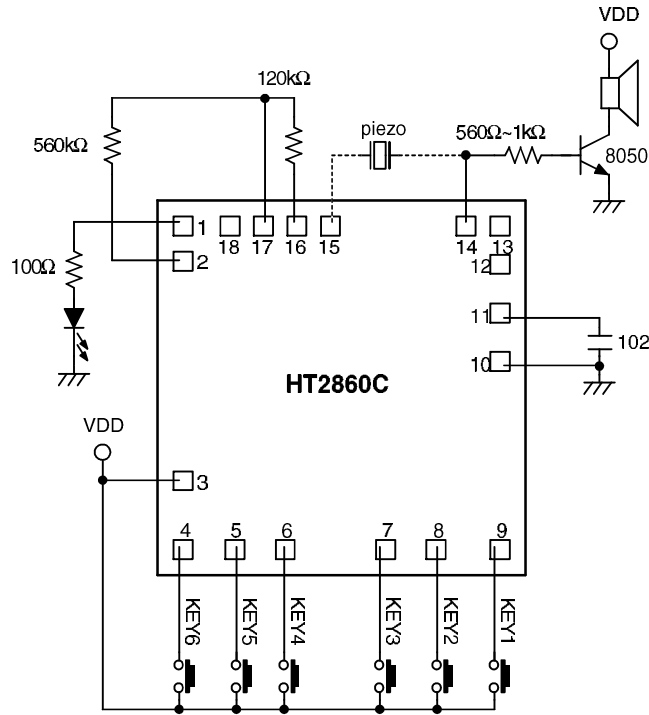 VDD
120kΩ
560kΩ
piezo
560Ω~1kΩ
8050
1
18
17
16
15
14
13
2
12
100Ω
11
102
10
HT2860C
VDD
3
4
5
6
7
8
9
KEY6
KEY5
KEY4
KEY3
KEY2
KEY1